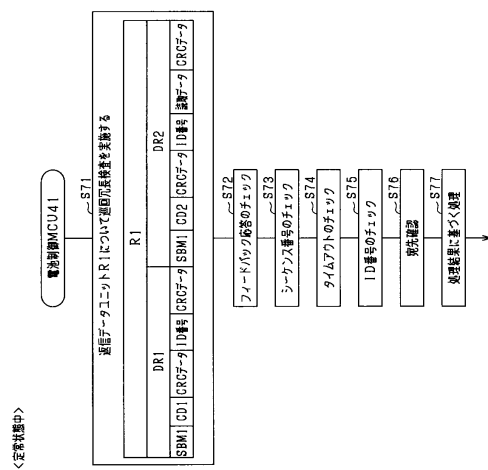 <定常状態中>
電池制御MCU41
S71
返信データユニットR1について巡回冗長検査を実施する
R1
DR1 DR2
SBM1 CD1 CRCデータ ID番号 CRCデータ SBM1 CD2 CRCデータ ID番号 読取データ CRCデータ
S72
フィードバック応答のチェック
S73
シーケンス番号のチェック
S74
タイムアウトのチェック
S75
ID番号のチェック
S76
宛先確認
S77
処理結果に基づく処理